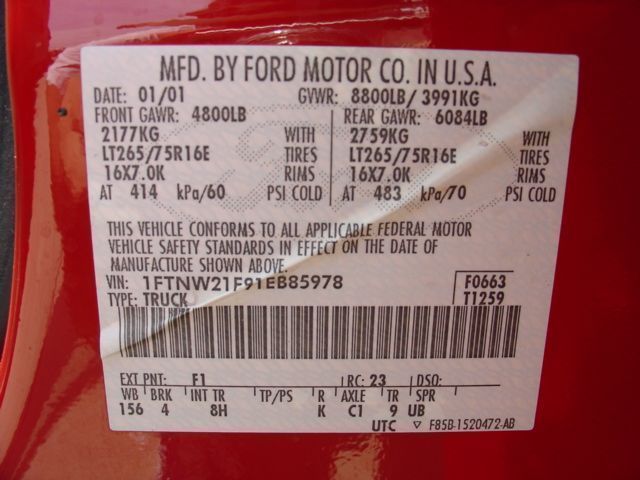 MFD. BY FORD MOTOR CO. IN U.S.A.
DATE: 01/01 GVWR: 8800LB/ 3991KG
FRONT GAWR: 4800LB REAR GAWR: 6084LB
2177KG WITH 2759KG WITH
LT265/75R16E TIRES LT265/75R16E TIRES
16X7.0K RIMS 16X7.0K RIMS
AT 414 kPa/60 PSI COLD AT 483 kPa/70 PSI COLD
THIS VEHICLE CONFORMS TO ALL APPLICABLE FEDERAL MOTOR
VEHICLE SAFETY STANDARDS IN EFFECT ON THE DATE OF
MANUFACTURE SHOWN ABOVE.
VIN: 1FTNW21F91EB85978 F0663
TYPE: TRUCK T1259
EXT PNT: F1 RC: 23 DSO:
WB BRK INT TR TP/PS R AXLE TR SPR
156 4 8H K C1 9 UB
UTC ▽ F85B-1520472-AB